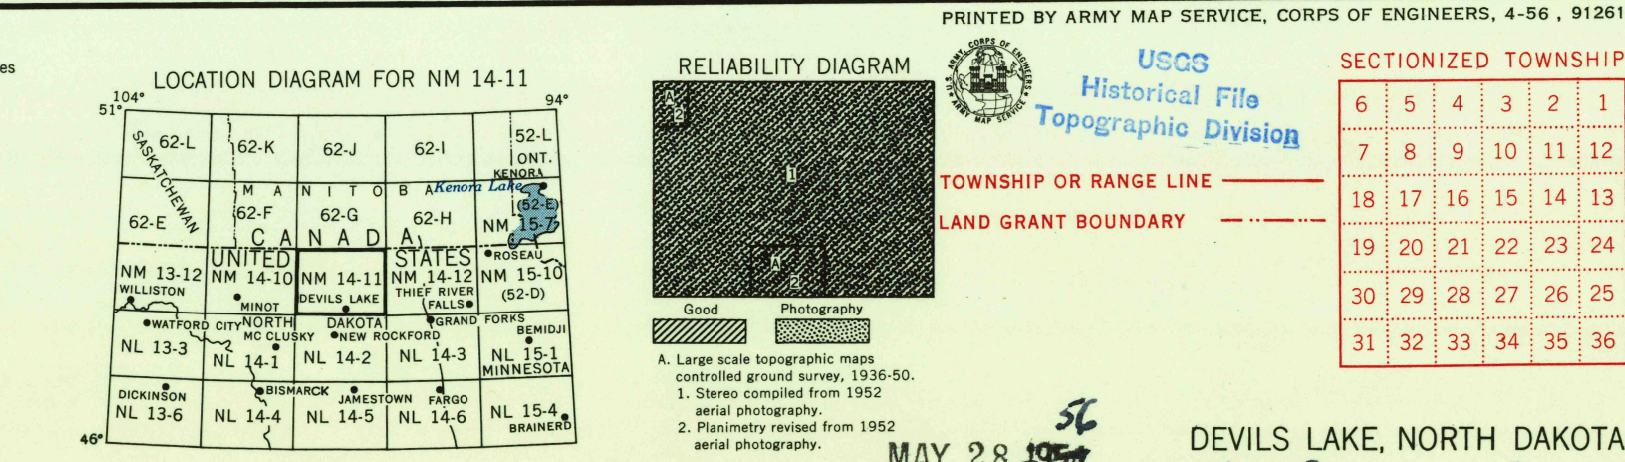 PRINTED BY ARMY MAP SERVICE, CORPS OF ENGINEERS, 4-56 , 91261
es
LOCATION DIAGRAM FOR NM 14-11
104°
94°
51°
SASKATCHEWAN
62-L
62-K
62-J
62-I
52-L
ONT.
KENORA
MANITOBA
Kenora Lake
62-E
62-F
62-G
62-H
(52-E)
NM 15-7
CANADA
UNITED STATES
ROSEAU
NM 13-12
NM 14-10
NM 14-11
NM 14-12
NM 15-10
(52-D)
WILLISTON
MINOT
DEVILS LAKE
THIEF RIVER
FALLS
WATFORD CITY
NORTH DAKOTA
GRAND FORKS
BEMIDJI
MC CLUSKY
NEW ROCKFORD
NL 13-3
NL 14-1
NL 14-2
NL 14-3
NL 15-1
MINNESOTA
DICKINSON
BISMARCK
JAMESTOWN
FARGO
NL 13-6
NL 14-4
NL 14-5
NL 14-6
NL 15-4
BRAINERD
46°
RELIABILITY DIAGRAM
A
2
1
A
2
Good
Photography
A. Large scale topographic maps
controlled ground survey, 1936-50.
1. Stereo compiled from 1952
aerial photography.
2. Planimetry revised from 1952
aerial photography.
U.S. ARMY, CORPS OF ENGINEERS
ARMY MAP SERVICE
USGS
Historical File
Topographic Division
TOWNSHIP OR RANGE LINE
LAND GRANT BOUNDARY
SECTIONIZED TOWNSHIP
6 5 4 3 2 1
7 8 9 10 11 12
18 17 16 15 14 13
19 20 21 22 23 24
30 29 28 27 26 25
31 32 33 34 35 36
56
MAY 28
DEVILS LAKE, NORTH DAKOTA